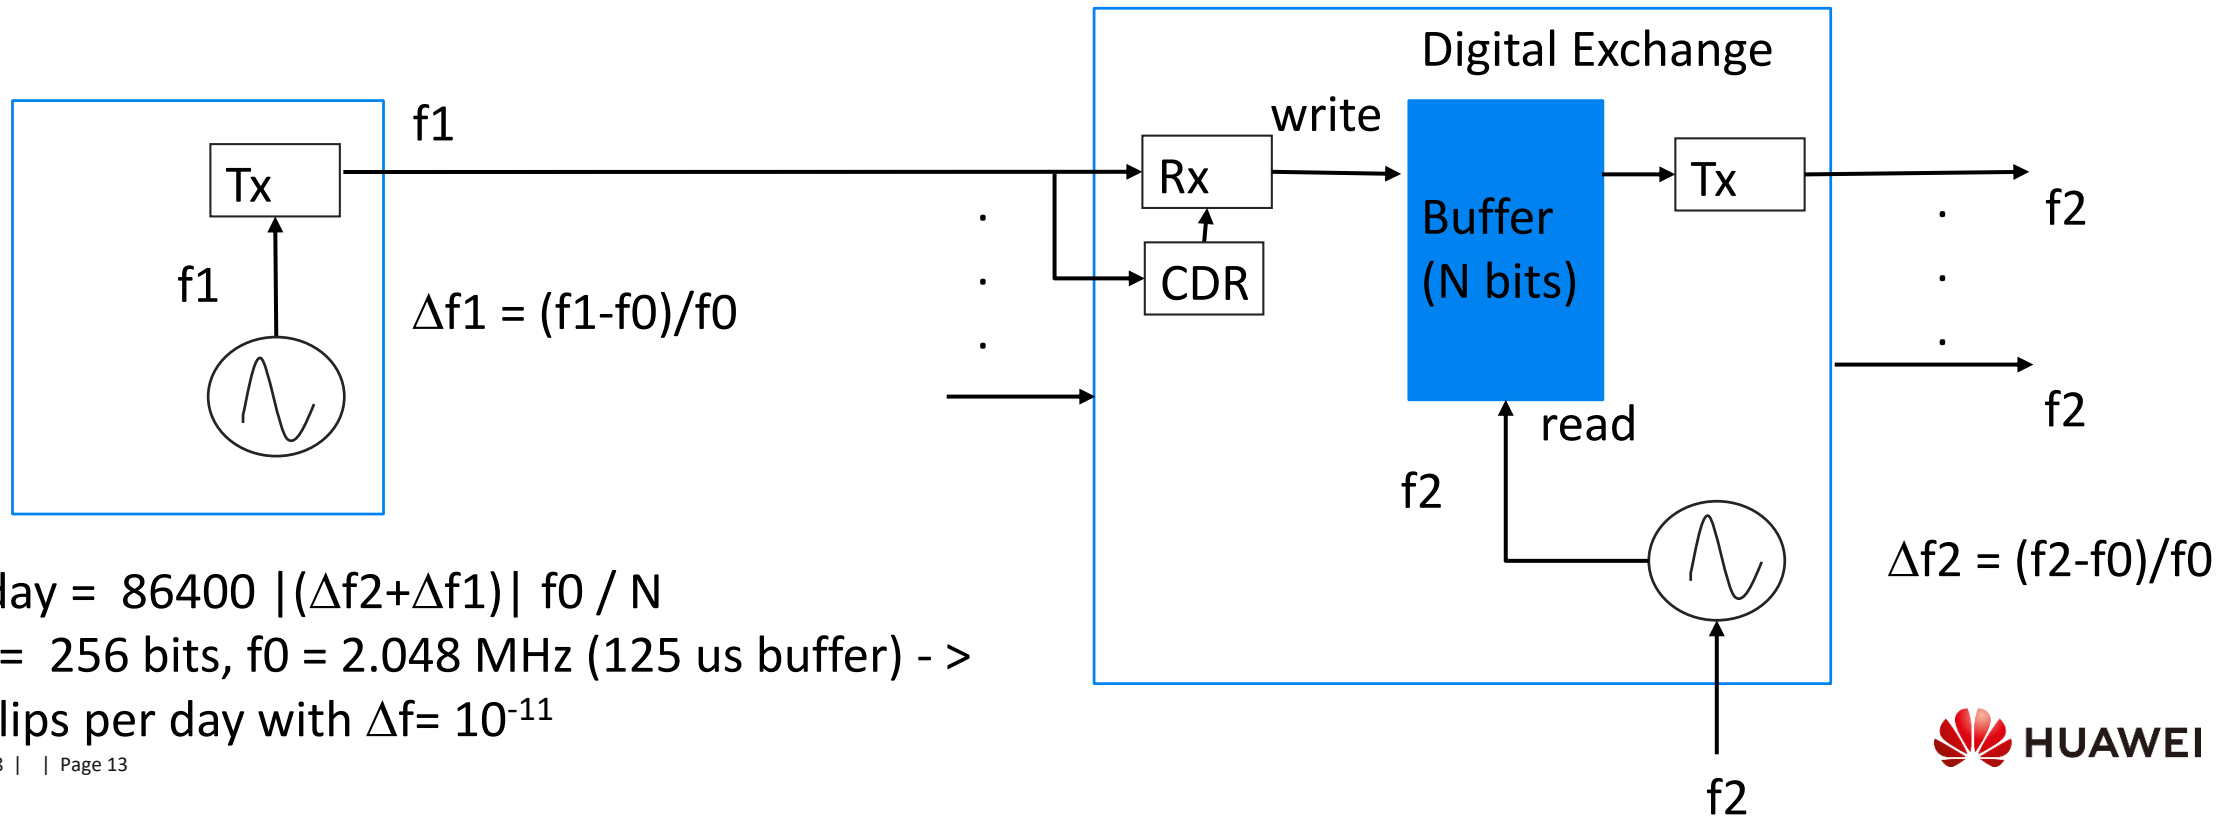 Digital Exchange
f1
write
Tx
Rx
Tx
f2
Buffer
(N bits)
f1
CDR
Δf1 = (f1-f0)/f0
f2
read
f2
Δf2 = (f2-f0)/f0
= 86400 |(Δf2+Δf1)| f0 / N
= 256 bits, f0 = 2.048 MHz (125 us buffer) - >
per day with Δf= 10⁻¹¹
| | Page 13
HUAWEI
f2